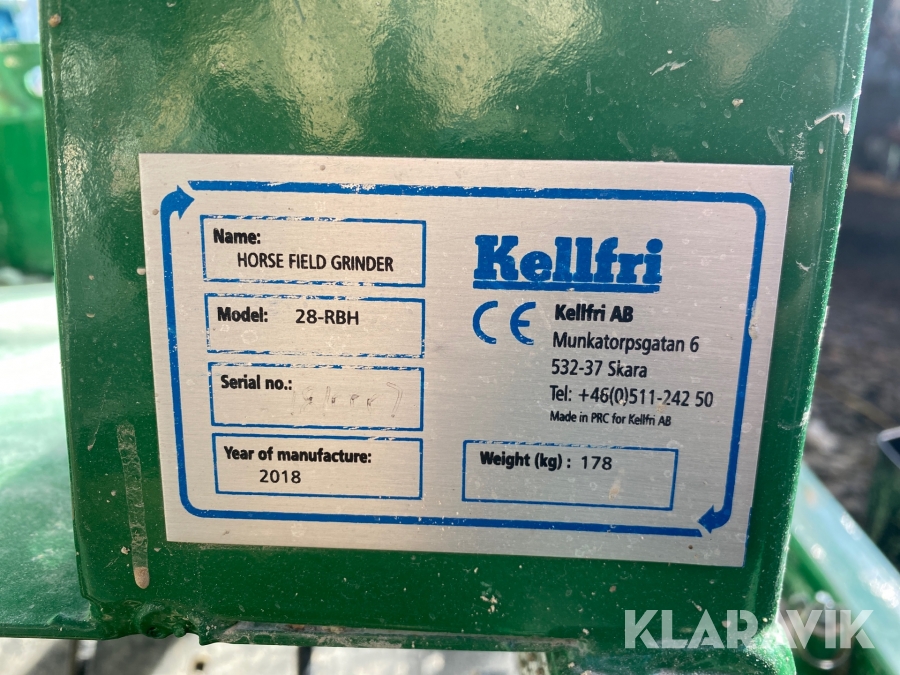 Name:
HORSE FIELD GRINDER
Model: 28-RBH
Serial no.:
Year of manufacture:
2018
Kellfri
CE
Kellfri AB
Munkatorpsgatan 6
532-37 Skara
Tel: +46(0)511-242 50
Made in PRC for Kellfri AB
Weight (kg) : 178
KLARAVIK